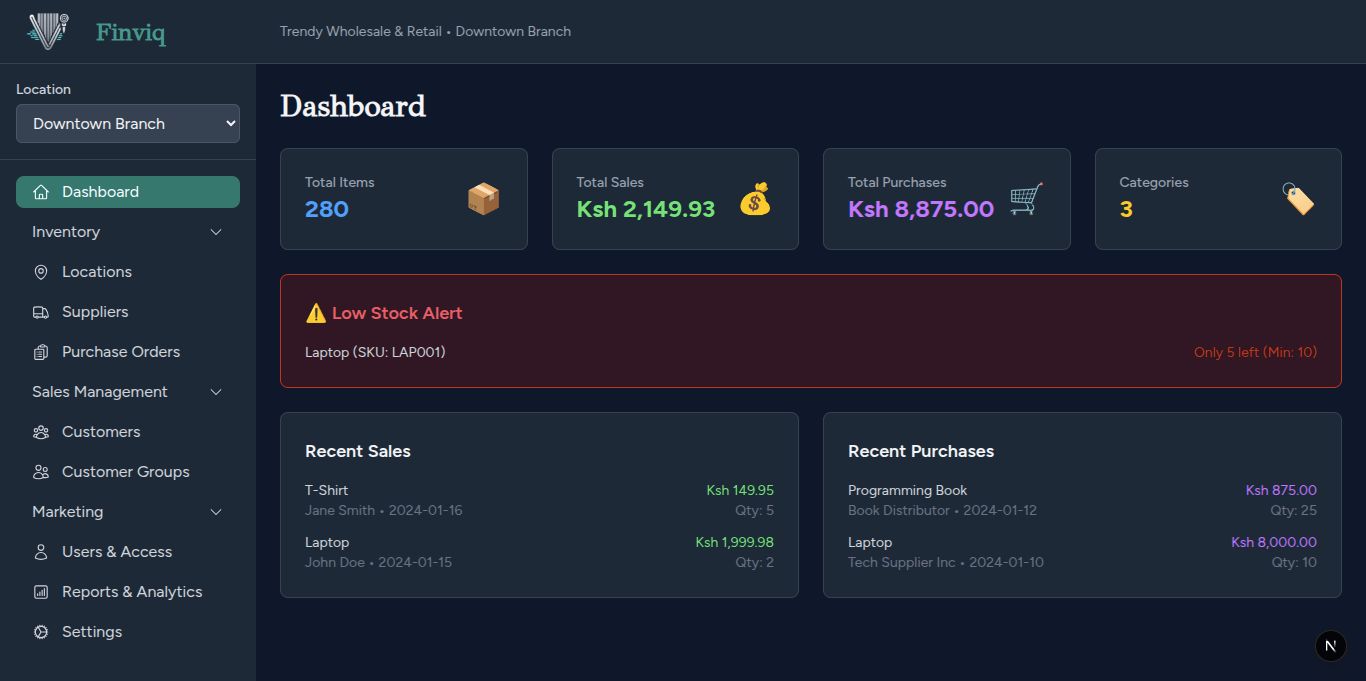 Finviq
Trendy Wholesale & Retail • Downtown Branch
Location
Downtown Branch
Dashboard
Inventory
Locations
Suppliers
Purchase Orders
Sales Management
Customers
Customer Groups
Marketing
Users & Access
Reports & Analytics
Settings
Dashboard
Total Items
280
Total Sales
Ksh 2,149.93
Total Purchases
Ksh 8,875.00
Categories
3
⚠️ Low Stock Alert
Laptop (SKU: LAP001) Only 5 left (Min: 10)
Recent Sales
T-Shirt Ksh 149.95
Jane Smith • 2024-01-16 Qty: 5
Laptop Ksh 1,999.98
John Doe • 2024-01-15 Qty: 2
Recent Purchases
Programming Book Ksh 875.00
Book Distributor • 2024-01-12 Qty: 25
Laptop Ksh 8,000.00
Tech Supplier Inc • 2024-01-10 Qty: 10
N